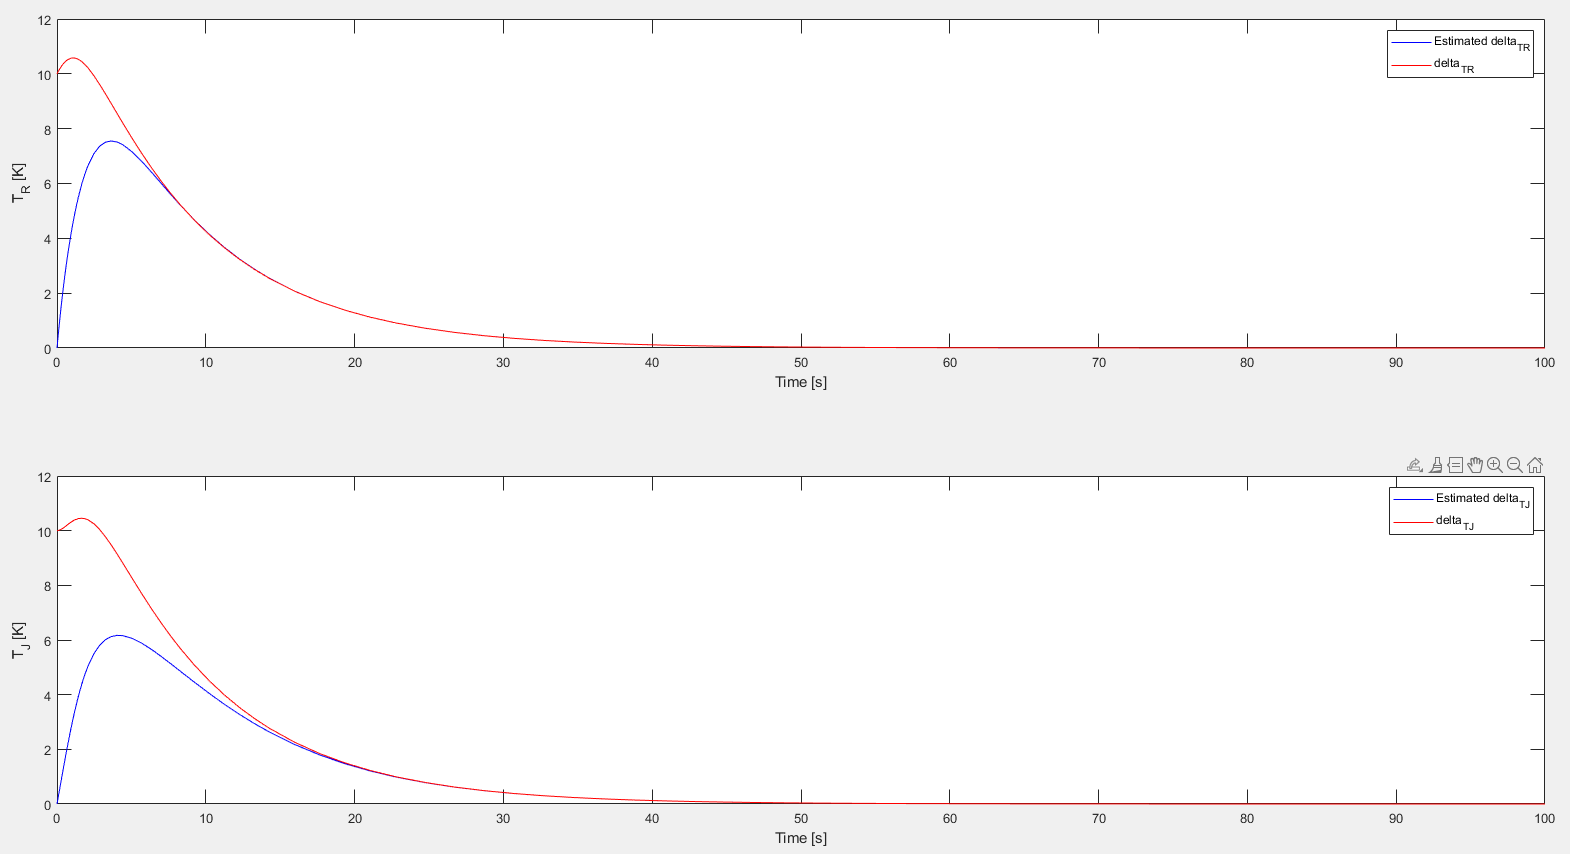 12
10
8
6
4
2
0
T_R [K]
Estimated delta_TR
delta_TR
0 10 20 30 40 50 60 70 80 90 100
Time [s]
12
10
8
6
4
2
0
T_J [K]
Estimated delta_TJ
delta_TJ
0 10 20 30 40 50 60 70 80 90 100
Time [s]